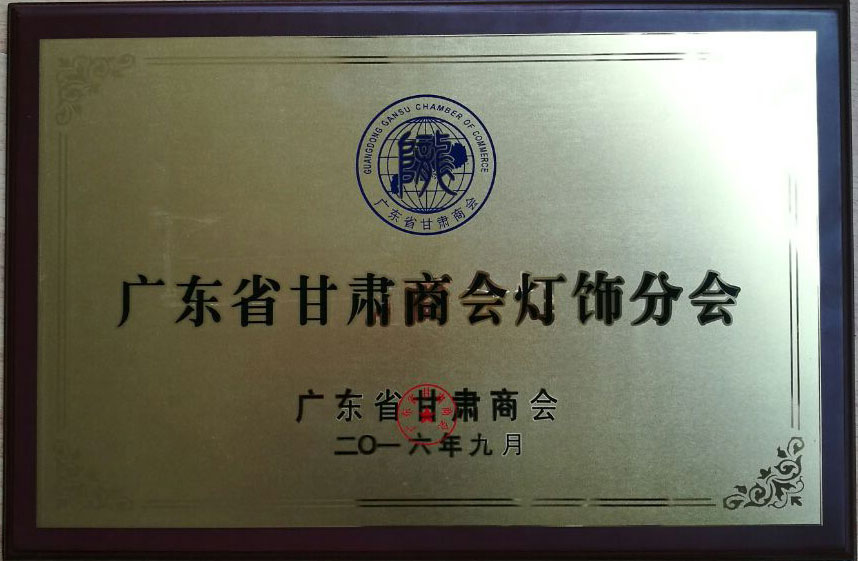 GUANGDONG GANSU CHAMBER OF COMMERCE
广东省甘肃商会
广东省甘肃商会灯饰分会
广东省甘肃商会
二〇一六年九月